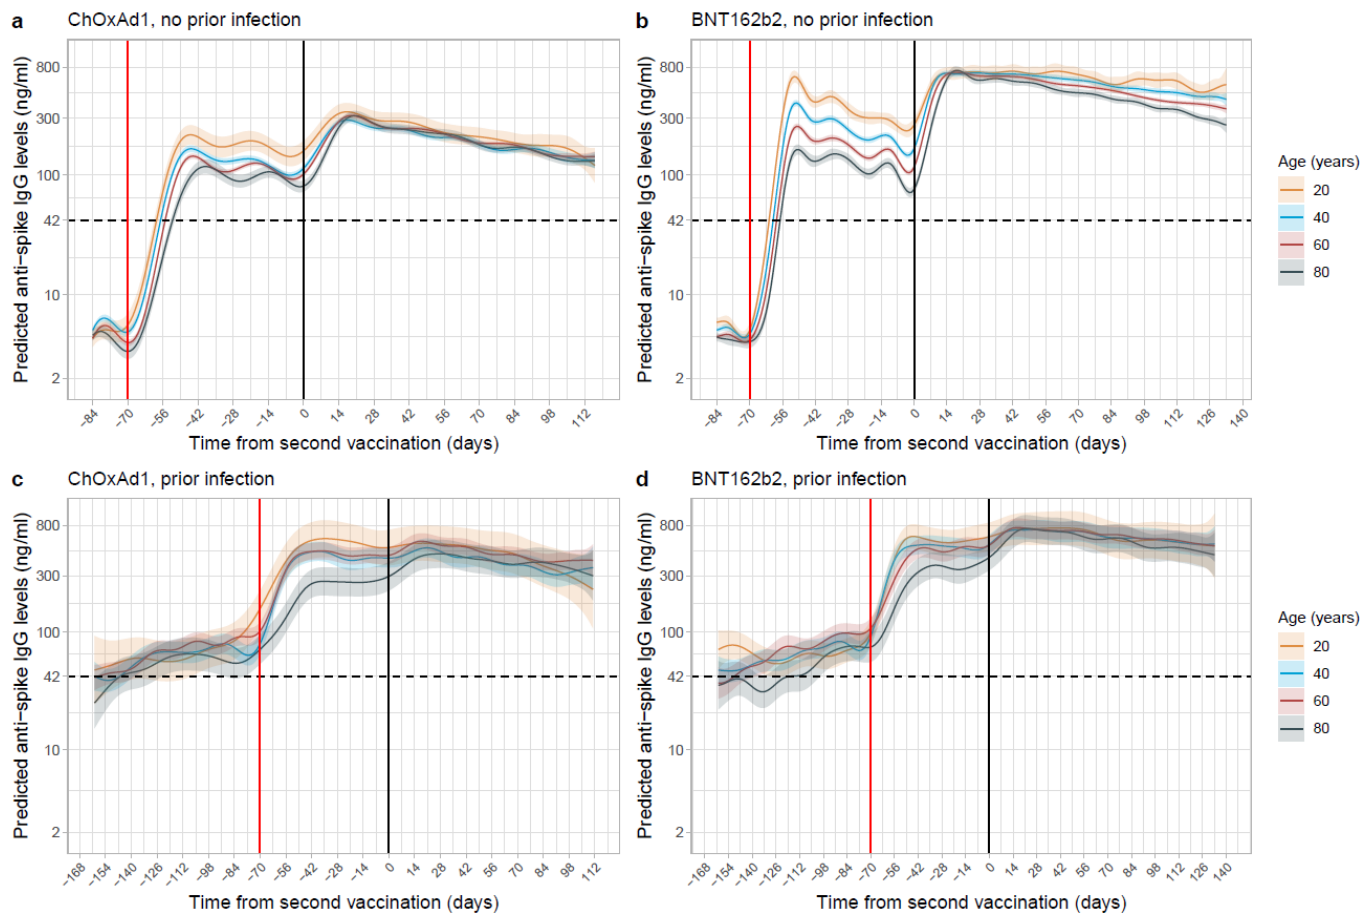 a ChOxAd1, no prior infection
Predicted anti−spike IgG levels (ng/ml)
800
300
100
42
10
2
−84 −70 −56 −42 −28 −14 0 14 28 42 56 70 84 98 112
Time from second vaccination (days)
b BNT162b2, no prior infection
Predicted anti−spike IgG levels (ng/ml)
800
300
100
42
10
2
−84 −70 −56 −42 −28 −14 0 14 28 42 56 70 84 98 112 126 140
Time from second vaccination (days)
Age (years)
20
40
60
80
c ChOxAd1, prior infection
Predicted anti−spike IgG levels (ng/ml)
800
300
100
42
10
2
−168 −154 −140 −126 −112 −98 −84 −70 −56 −42 −28 −14 0 14 28 42 56 70 84 98 112
Time from second vaccination (days)
d BNT162b2, prior infection
Predicted anti−spike IgG levels (ng/ml)
800
300
100
42
10
2
−168 −154 −140 −126 −112 −98 −84 −70 −56 −42 −28 −14 0 14 28 42 56 70 84 98 112 126 140
Time from second vaccination (days)
Age (years)
20
40
60
80